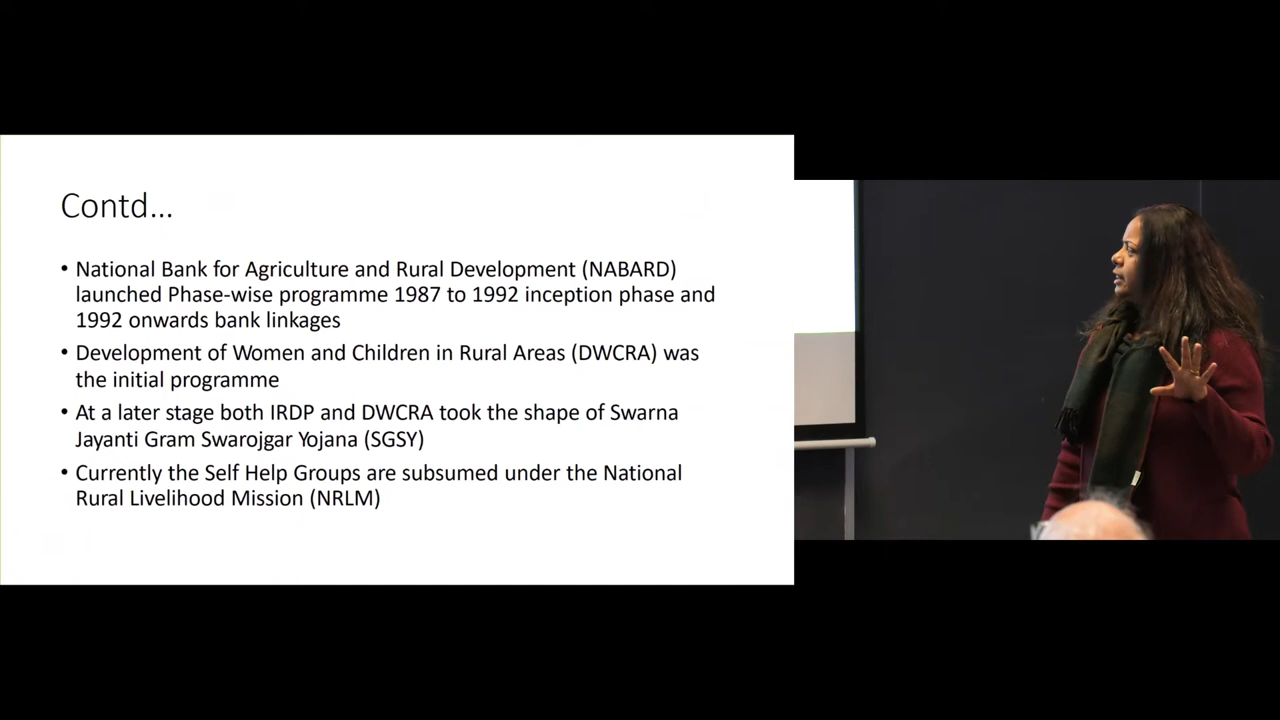 Contd...
• National Bank for Agriculture and Rural Development (NABARD)
launched Phase-wise programme 1987 to 1992 inception phase and
1992 onwards bank linkages
• Development of Women and Children in Rural Areas (DWCRA) was
the initial programme
• At a later stage both IRDP and DWCRA took the shape of Swarna
Jayanti Gram Swarojgar Yojana (SGSY)
• Currently the Self Help Groups are subsumed under the National
Rural Livelihood Mission (NRLM)